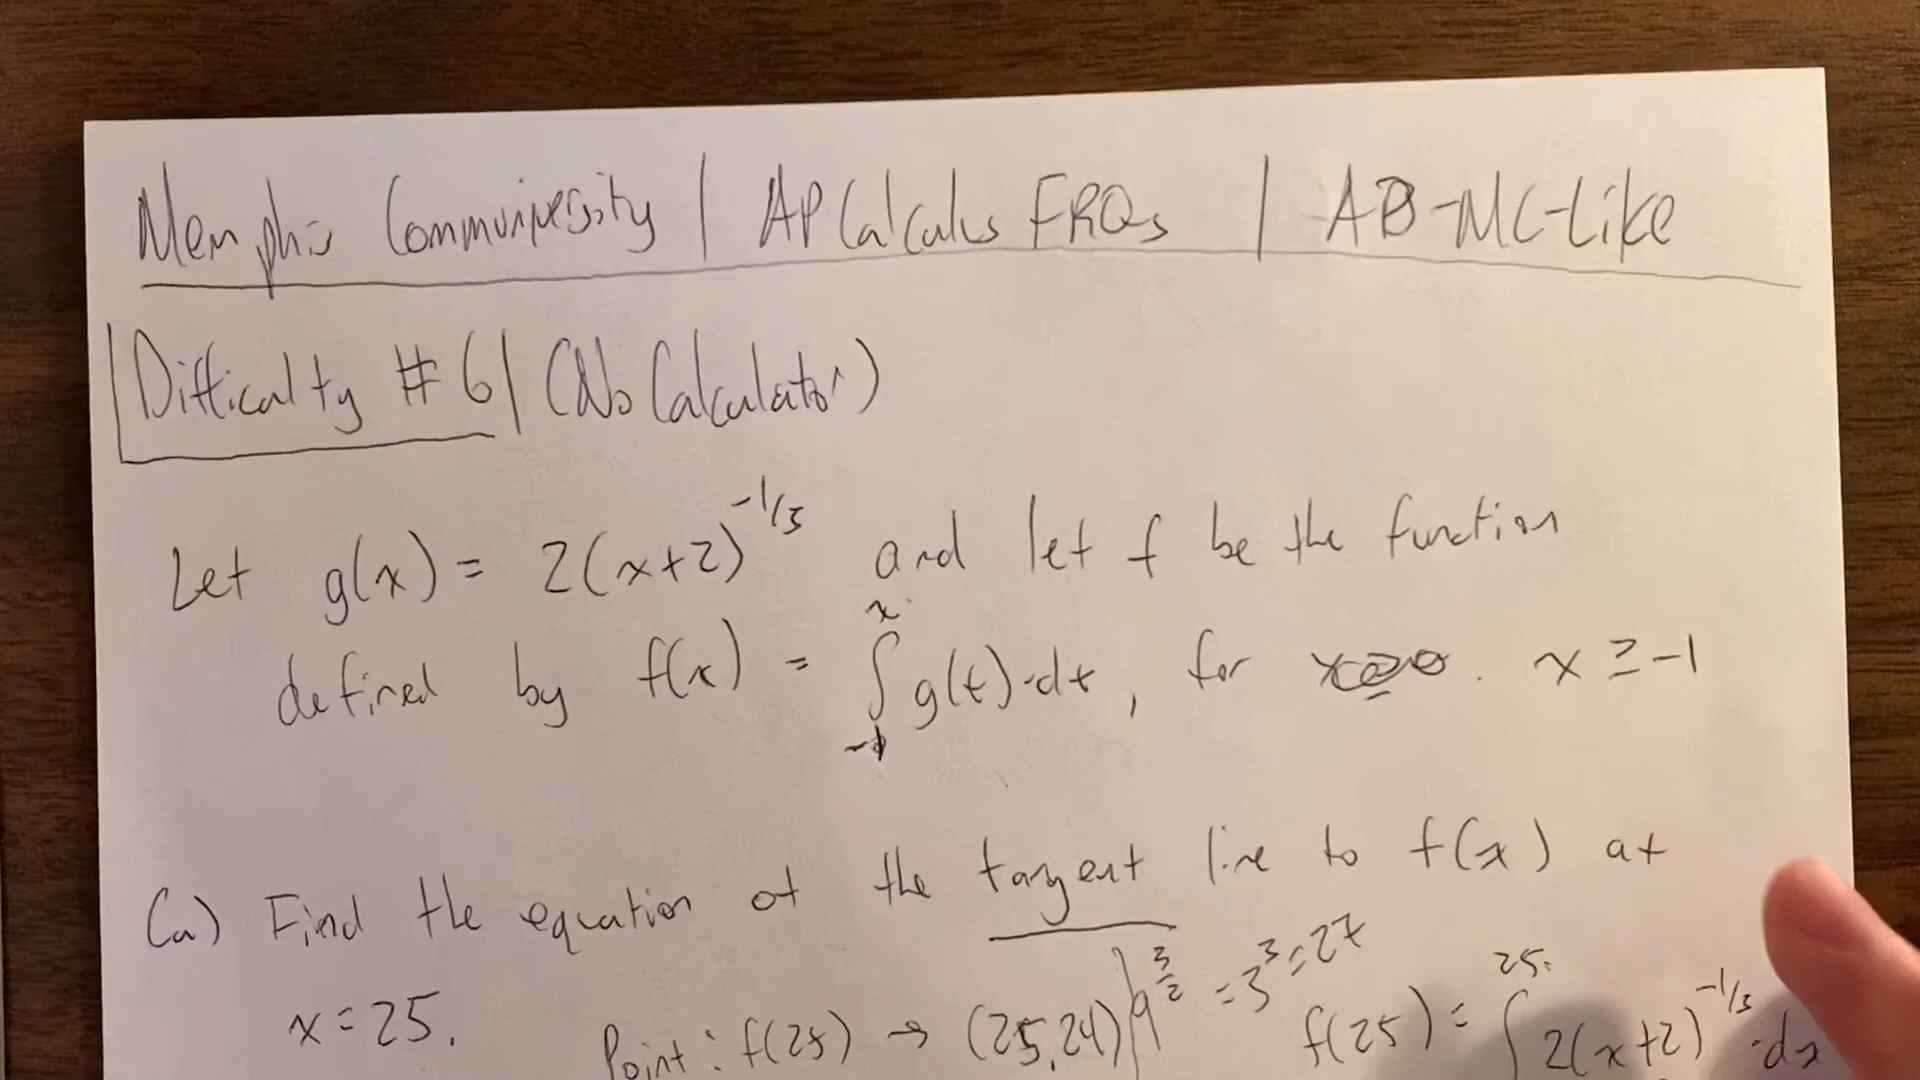 Memphis Communiversity | AP Calculus FRQs | AB-MC-Like
Difficulty #6 | (No Calculator)
Let g(x) = 2(x+2)^{-1/3} and let f be the function
defined by f(x) = ∫_{-1}^{x} g(t)·dt, for x ≥ -1
(a) Find the equation of the tangent line to f(x) at
x = 25.
Point: f(25) → (25,24) 9^{3/2} = 3^3 = 27 f(25) = ∫^{25} 2(x+2)^{-1/3}·dx